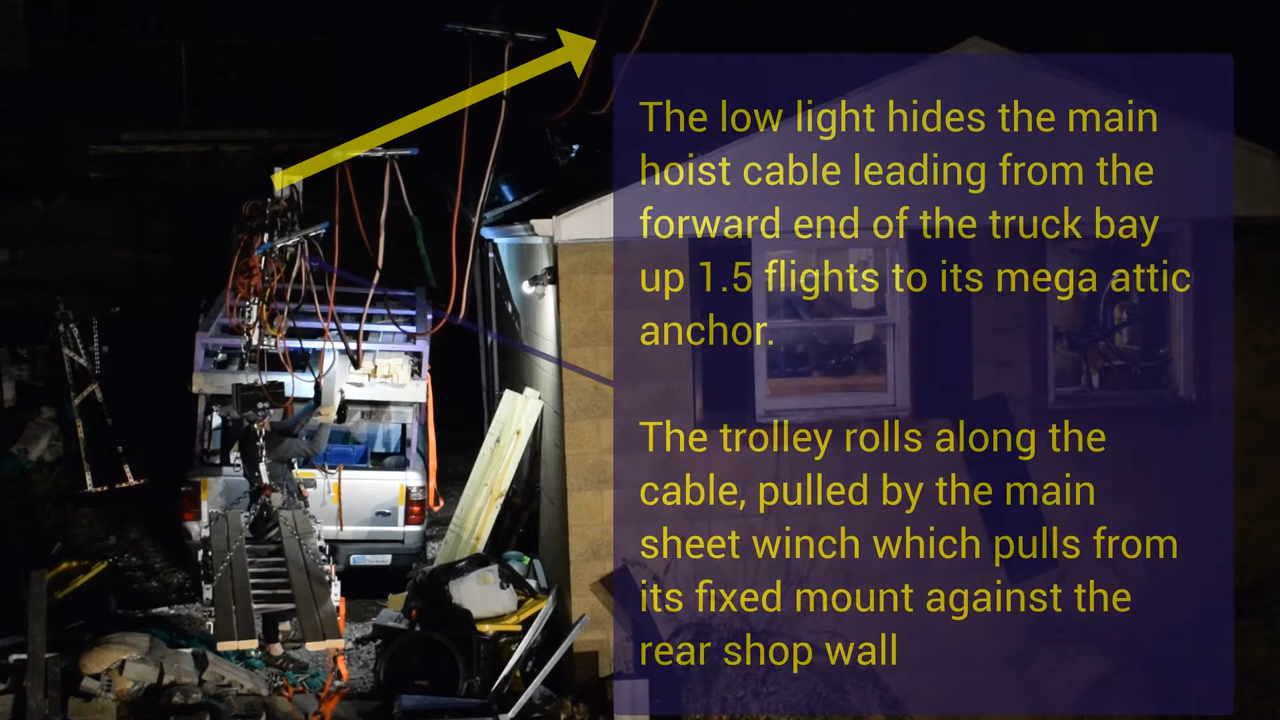 The low light hides the main
hoist cable leading from the
forward end of the truck bay
up 1.5 flights to its mega attic
anchor.
The trolley rolls along the
cable, pulled by the main
sheet winch which pulls from
its fixed mount against the
rear shop wall